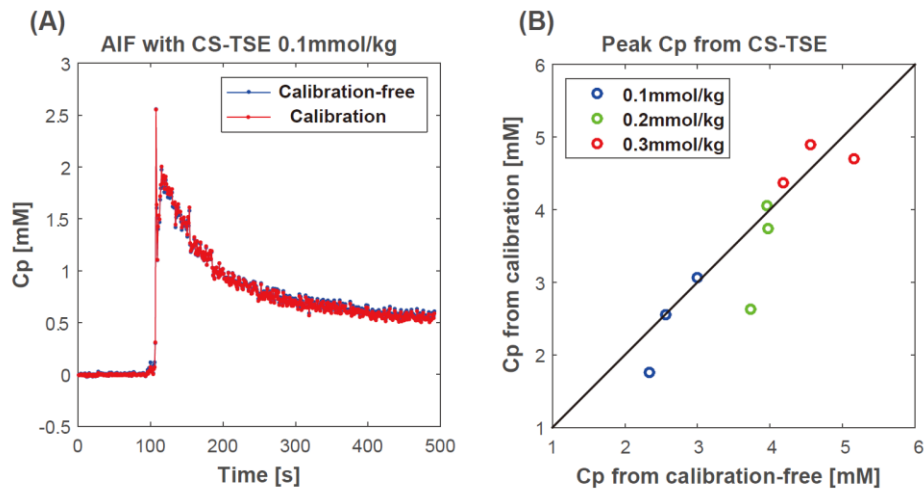 (A)
AIF with CS-TSE 0.1mmol/kg
3
2.5
2
1.5
1
0.5
0
-0.5
Cp [mM]
Calibration-free
Calibration
0
100
200
300
400
500
Time [s]
(B)
Peak Cp from CS-TSE
6
5
4
3
2
1
Cp from calibration [mM]
0.1mmol/kg
0.2mmol/kg
0.3mmol/kg
1
2
3
4
5
6
Cp from calibration-free [mM]